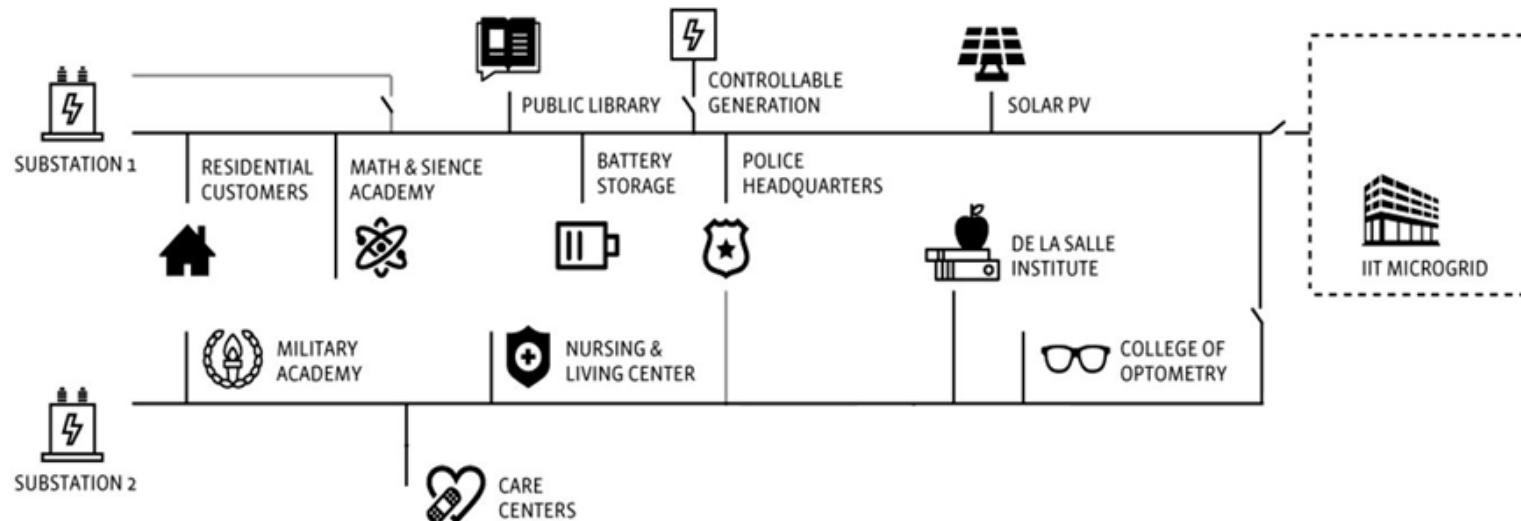 PUBLIC LIBRARY
CONTROLLABLE
GENERATION
SOLAR PV
SUBSTATION 1
RESIDENTIAL
CUSTOMERS
MATH & SIENCE
ACADEMY
BATTERY
STORAGE
POLICE
HEADQUARTERS
DE LA SALLE
INSTITUTE
IIT MICROGRID
MILITARY
ACADEMY
NURSING &
LIVING CENTER
COLLEGE OF
OPTOMETRY
SUBSTATION 2
CARE
CENTERS